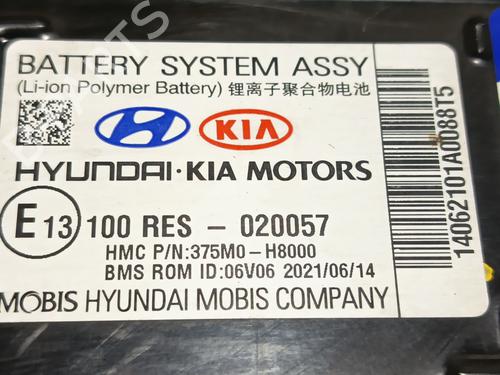 BATTERY SYSTEM ASSY
(Li-ion Polymer Battery) 锂离子聚合物电池
KIA
HYUNDAI·KIA MOTORS
E 13 100 RES - 020057
HMC P/N:375M0-H8000
BMS ROM ID:06V06 2021/06/14
MOBIS HYUNDAI MOBIS COMPANY
14062101A0088T5